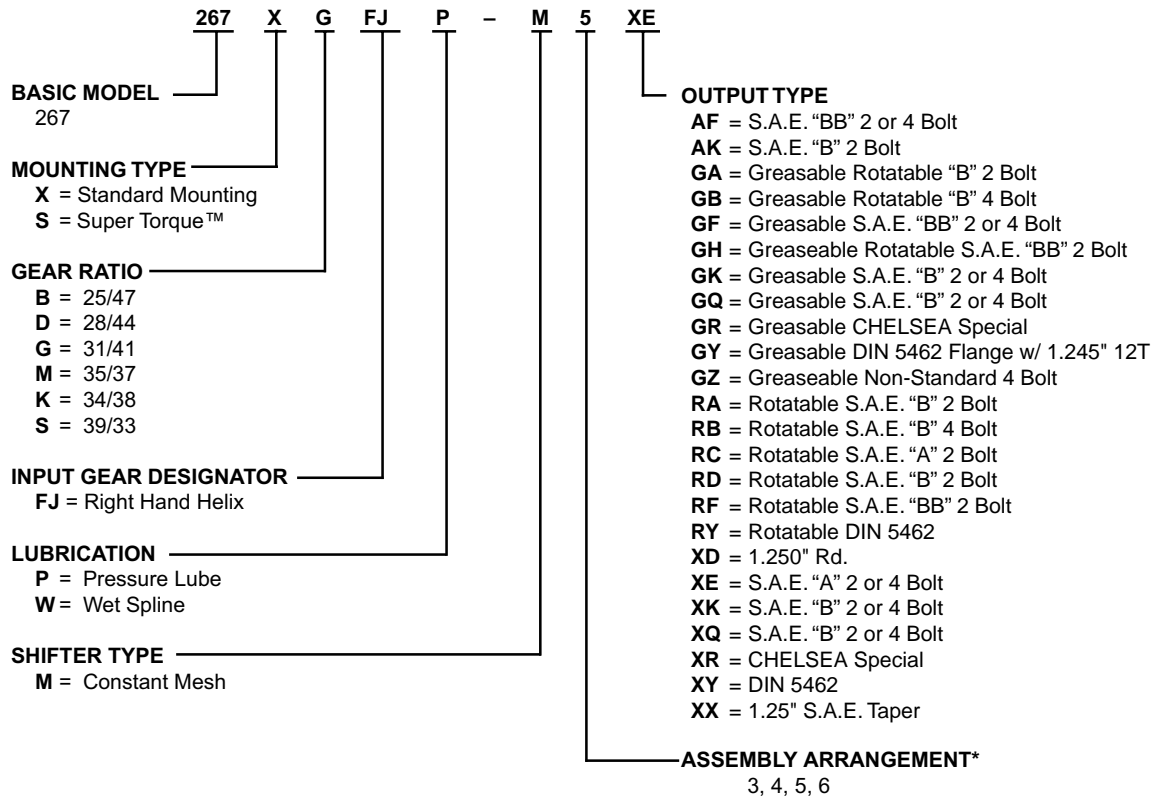 267 X G FJ P – M 5 XE
BASIC MODEL
267
MOUNTING TYPE
X = Standard Mounting
S = Super Torque™
GEAR RATIO
B = 25/47
D = 28/44
G = 31/41
M = 35/37
K = 34/38
S = 39/33
INPUT GEAR DESIGNATOR
FJ = Right Hand Helix
LUBRICATION
P = Pressure Lube
W = Wet Spline
SHIFTER TYPE
M = Constant Mesh
OUTPUT TYPE
AF = S.A.E. “BB” 2 or 4 Bolt
AK = S.A.E. “B” 2 Bolt
GA = Greasable Rotatable “B” 2 Bolt
GB = Greasable Rotatable “B” 4 Bolt
GF = Greasable S.A.E. “BB” 2 or 4 Bolt
GH = Greaseable Rotatable S.A.E. “BB” 2 Bolt
GK = Greasable S.A.E. “B” 2 or 4 Bolt
GQ = Greasable S.A.E. “B” 2 or 4 Bolt
GR = Greasable CHELSEA Special
GY = Greasable DIN 5462 Flange w/ 1.245" 12T
GZ = Greaseable Non-Standard 4 Bolt
RA = Rotatable S.A.E. “B” 2 Bolt
RB = Rotatable S.A.E. “B” 4 Bolt
RC = Rotatable S.A.E. “A” 2 Bolt
RD = Rotatable S.A.E. “B” 2 Bolt
RF = Rotatable S.A.E. “BB” 2 Bolt
RY = Rotatable DIN 5462
XD = 1.250" Rd.
XE = S.A.E. “A” 2 or 4 Bolt
XK = S.A.E. “B” 2 or 4 Bolt
XQ = S.A.E. “B” 2 or 4 Bolt
XR = CHELSEA Special
XY = DIN 5462
XX = 1.25" S.A.E. Taper
ASSEMBLY ARRANGEMENT*
3, 4, 5, 6